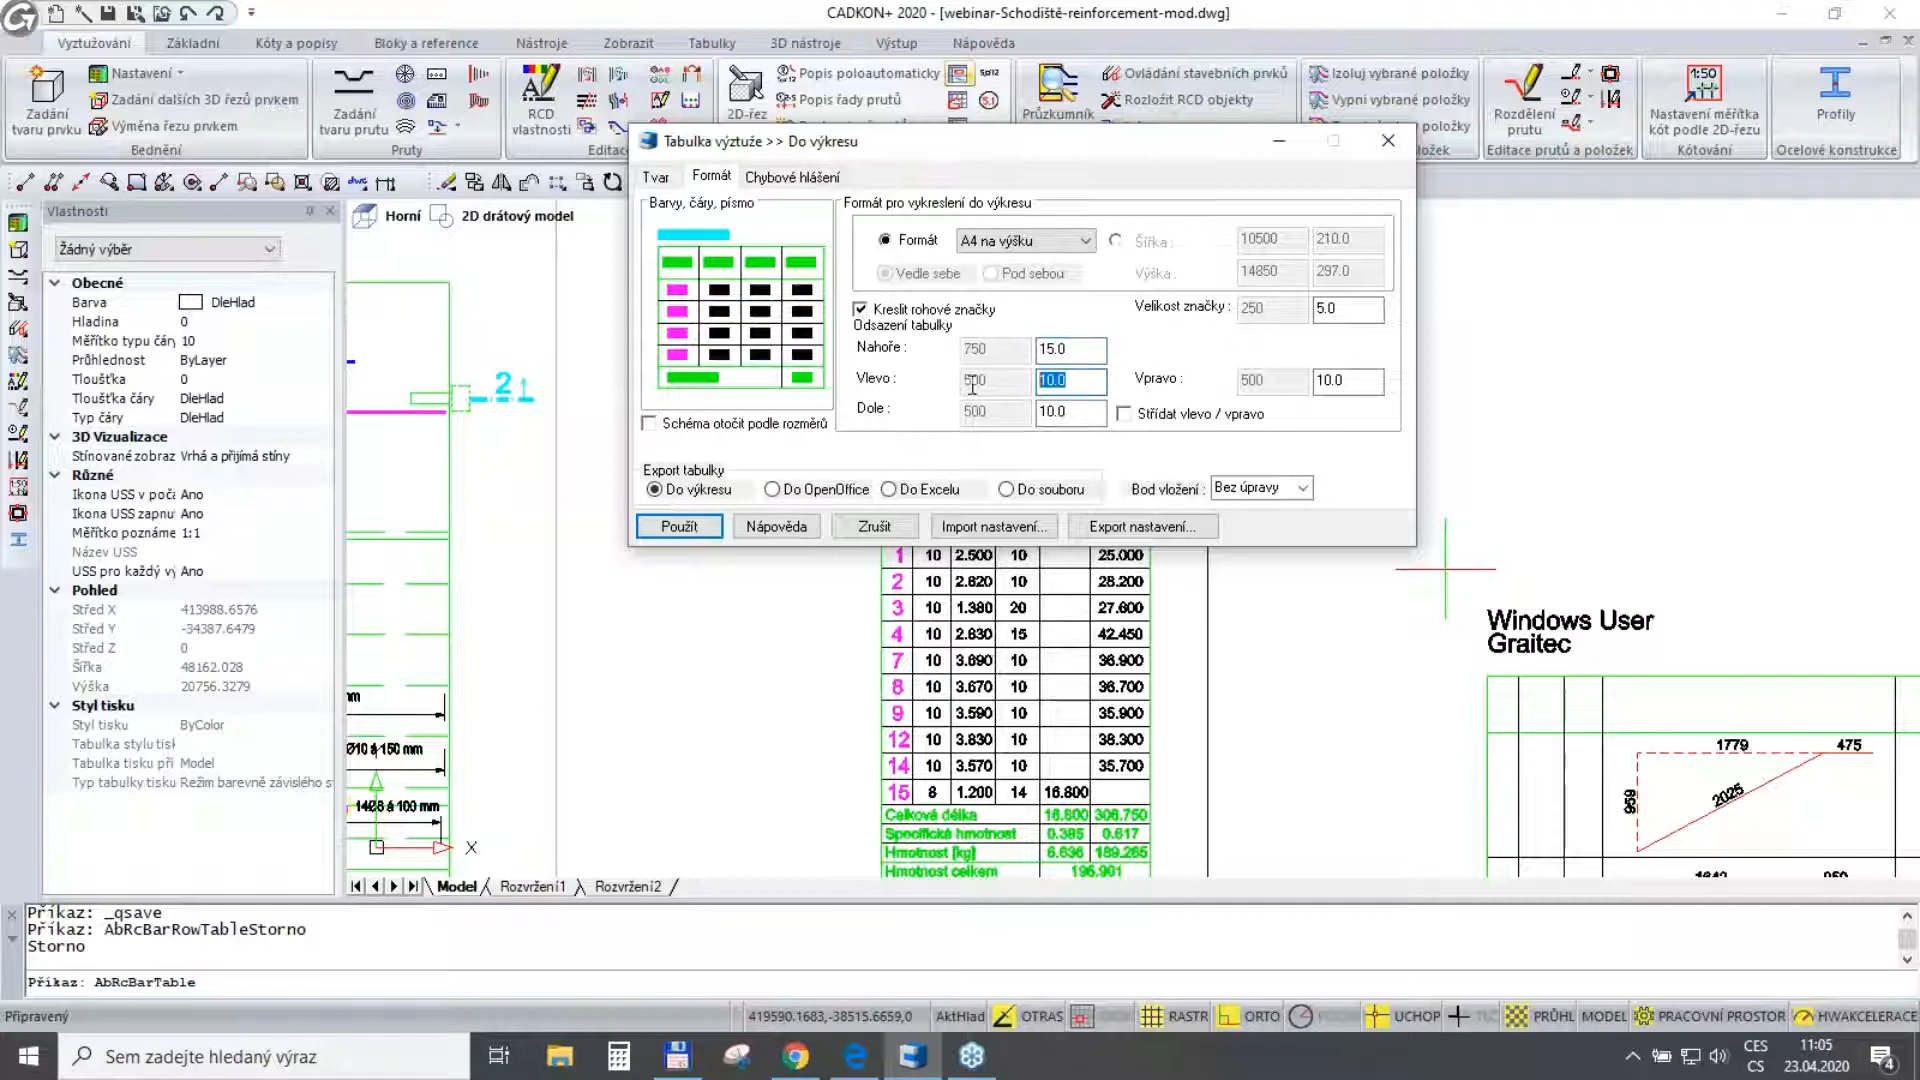 CADKON+ 2020 - [webinar-Schodiště-reinforcement-mod.dwg]
Vyztužování Základní Kóty a popisy Bloky a reference Nástroje Zobrazit Tabulky 3D nástroje Výstup Nápověda
Zadání tvaru prvku
Nastavení
Zadání dalších 3D řezů prvkem
Výměna řezu prvkem
Bednění
Zadání tvaru prutu
Pruty
RCD vlastnosti
2D-řez
Popis poloautomaticky
Popis řady prutů
Průzkumník
Ovládání stavebních prvků
Rozložit RCD objekty
Izoluj vybrané položky
Vypni vybrané položky
Rozdělení prutu
Editace prutů a položek
1:50
Nastavení měřítka kót podle 2D-řezu
Kótování
Profily
Ocelové konstrukce
Vlastnosti
Žádný výběr
Obecné
Barva DleHlad
Hladina 0
Měřítko typu čáry 10
Průhlednost ByLayer
Tloušťka 0
Tloušťka čáry DleHlad
Typ čáry DleHlad
3D Vizualizace
Stínované zobraz Vrhá a přijímá stíny
Různé
Ikona USS v poča Ano
Ikona USS zapnu Ano
Měřítko poznáme 1:1
Název USS
USS pro každý vý Ano
Pohled
Střed X 413988.6576
Střed Y -34387.6479
Střed Z 0
Šířka 48162.028
Výška 20756.3279
Styl tisku
Styl tisku ByColor
Tabulka stylu tisk
Tabulka tisku při Model
Typ tabulky tisku Režim barevně závislého s
Horní 2D drátový model
2
Ø10 á 150 mm
14Ø8 á 100 mm
X
Tabulka výztuže >> Do výkresu
Tvar Formát Chybové hlášení
Barvy, čáry, písmo
Schéma otočit podle rozměrů
Formát pro vykreslení do výkresu
Formát A4 na výšku Šířka : 10500 210.0
Vedle sebe Pod sebou Výška : 14850 297.0
Kreslit rohové značky Velikost značky : 250 5.0
Odsazení tabulky
Nahoře : 750 15.0
Vlevo : 500 10.0 Vpravo : 500 10.0
Dole : 500 10.0 Střídat vlevo / vpravo
Export tabulky
Do výkresu Do OpenOffice Do Excelu Do souboru Bod vložení : Bez úpravy
Použít Nápověda Zrušit Import nastavení... Export nastavení...
1 10 2.500 10 25.000
2 10 2.820 10 28.200
3 10 1.380 20 27.600
4 10 2.830 15 42.450
7 10 3.690 10 36.900
8 10 3.670 10 36.700
9 10 3.590 10 35.900
12 10 3.830 10 38.300
14 10 3.570 10 35.700
15 8 1.200 14 16.800
Celková délka 16.800 306.750
Specifická hmotnost 0.395 0.617
Hmotnost [kg] 6.636 189.265
Hmotnost celkem 195.901
Windows User
Graitec
1779 475
959
2025
Model Rozvržení1 Rozvržení2
Příkaz: _qsave
Příkaz: AbRcBarRowTableStorno
Storno
Příkaz: AbRcBarTable
Připravený 419590.1683,-38515.6659,0 AktHlad OTRAS RASTR ORTO UCHOP PRŮHL MODEL PRACOVNÍ PROSTOR HWAKCELERACE
Sem zadejte hledaný výraz
CES
CS
11:05
23.04.2020
4